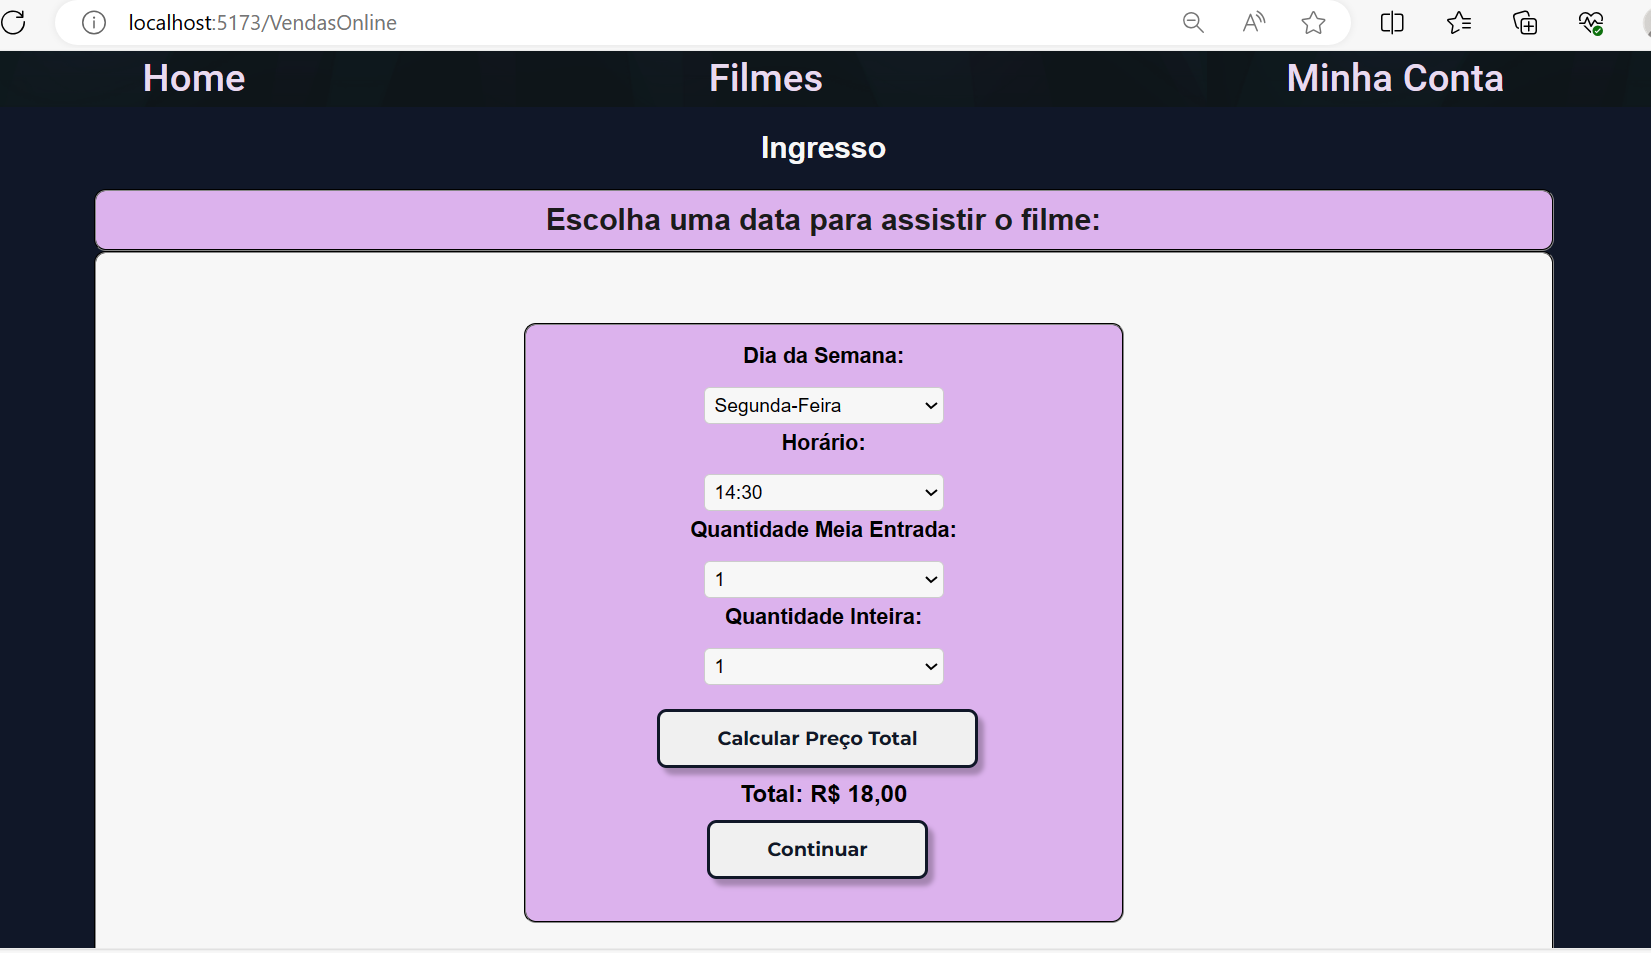 localhost:5173/VendasOnline
Home Filmes Minha Conta
Ingresso
Escolha uma data para assistir o filme:
Dia da Semana:
Segunda-Feira
Horário:
14:30
Quantidade Meia Entrada:
1
Quantidade Inteira:
1
Calcular Preço Total
Total: R$ 18,00
Continuar